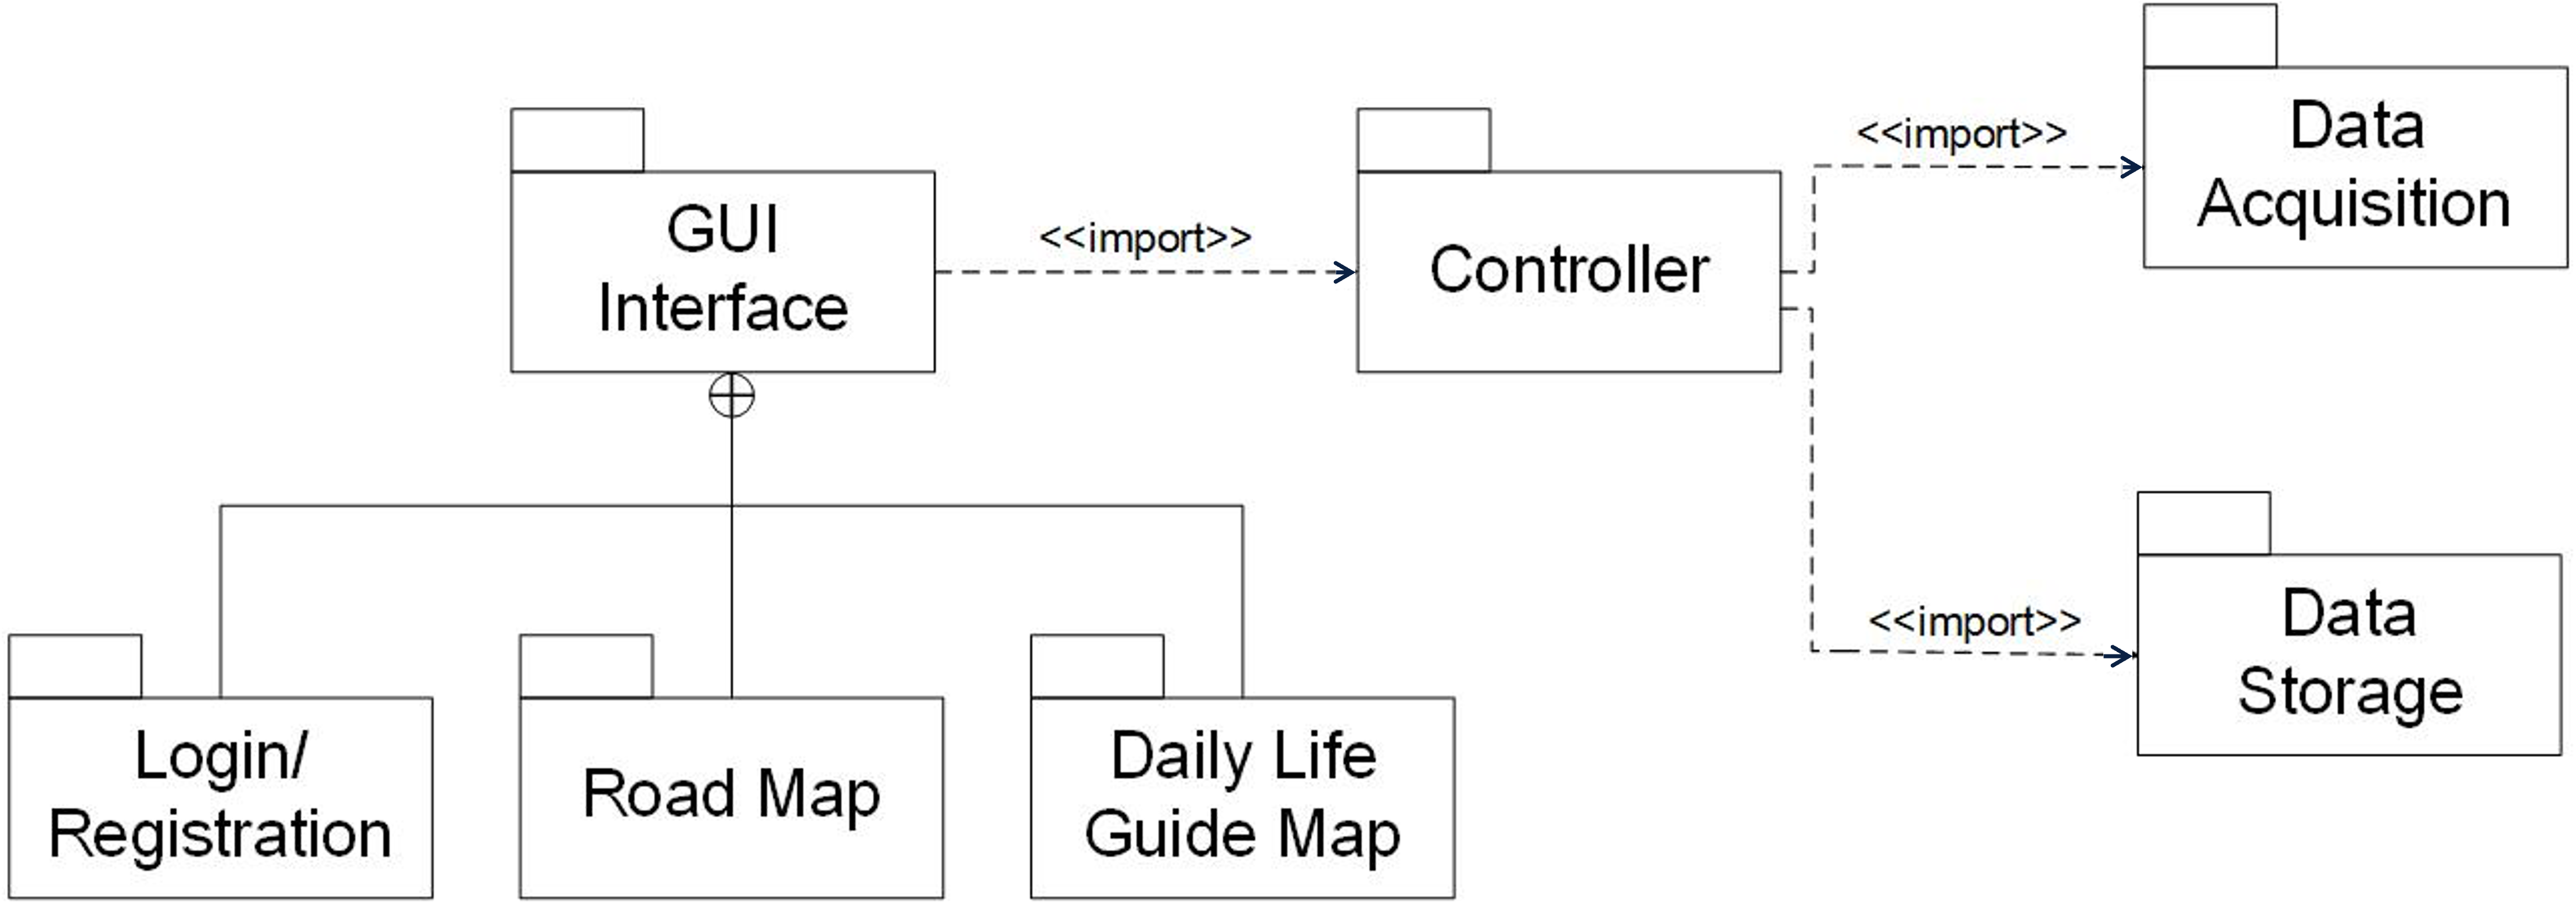 GUI
Interface
<<import>>
Controller
<<import>>
Data
Acquisition
<<import>>
Data
Storage
Login/
Registration
Road Map
Daily Life
Guide Map